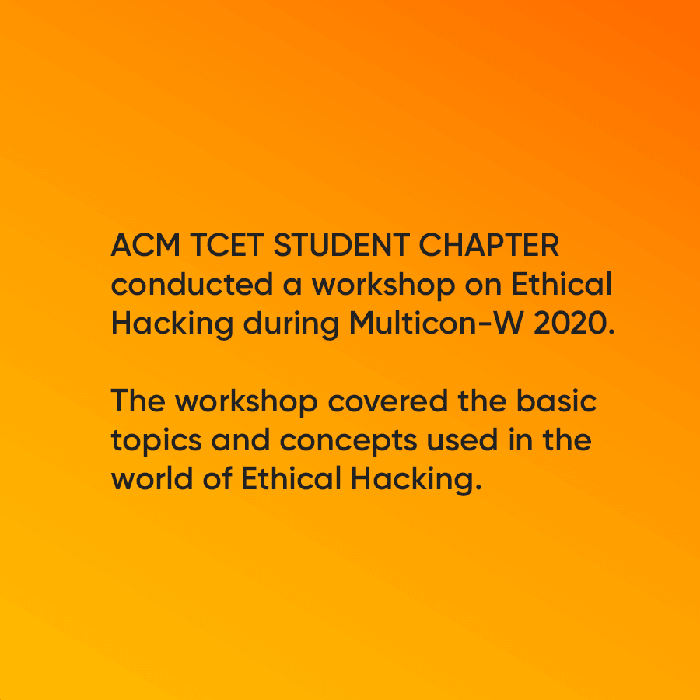 ACM TCET STUDENT CHAPTER
conducted a workshop on Ethical
Hacking during Multicon-W 2020.
The workshop covered the basic
topics and concepts used in the
world of Ethical Hacking.